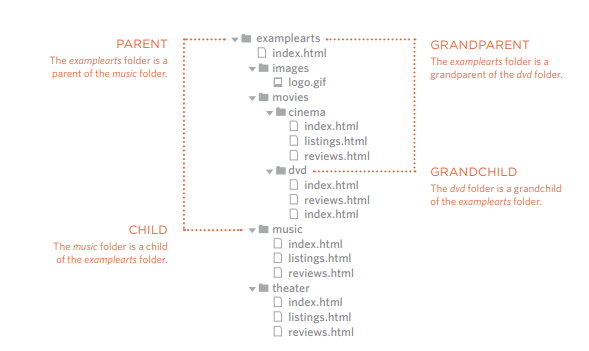 PARENT
The examplearts folder is a
parent of the music folder.
CHILD
The music folder is a child
of the examplearts folder.
examplearts
index.html
images
logo.gif
movies
cinema
index.html
listings.html
reviews.html
dvd
index.html
reviews.html
index.html
music
index.html
listings.html
reviews.html
theater
index.html
listings.html
reviews.html
GRANDPARENT
The examplearts folder is a
grandparent of the dvd folder.
GRANDCHILD
The dvd folder is a grandchild
of the examplearts folder.